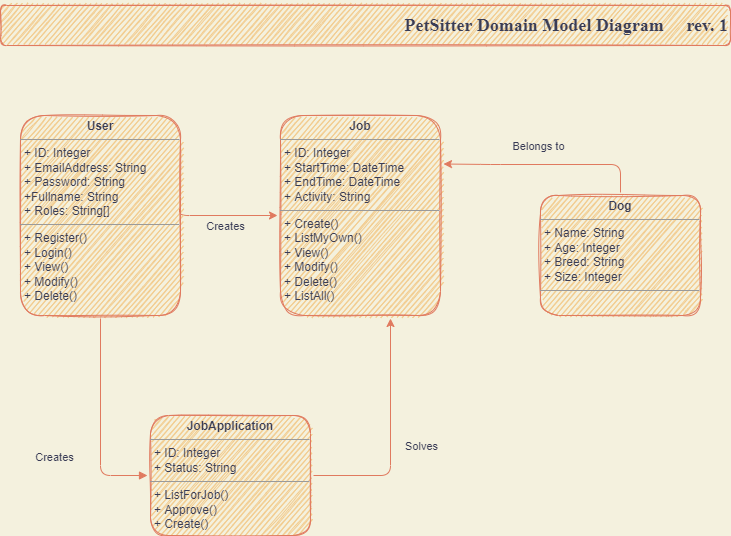 PetSitter Domain Model Diagram rev. 1
User
+ ID: Integer
+ EmailAddress: String
+ Password: String
+Fullname: String
+ Roles: String[]
+ Register()
+ Login()
+ View()
+ Modify()
+ Delete()
Creates
Job
+ ID: Integer
+ StartTime: DateTime
+ EndTime: DateTime
+ Activity: String
+ Create()
+ ListMyOwn()
+ View()
+ Modify()
+ Delete()
+ ListAll()
Belongs to
Dog
+ Name: String
+ Age: Integer
+ Breed: String
+ Size: Integer
Creates
JobApplication
+ ID: Integer
+ Status: String
+ ListForJob()
+ Approve()
+ Create()
Solves